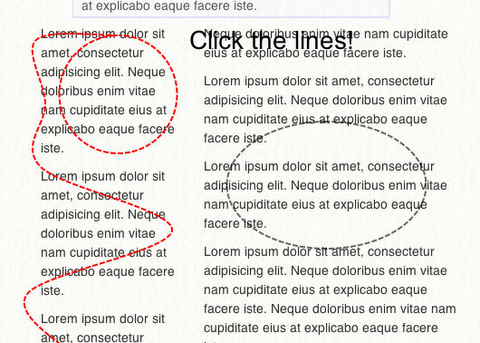 at explicabo eaque facere iste.
Click the lines!
Lorem ipsum dolor sit
amet, consectetur
adipisicing elit. Neque
doloribus enim vitae
nam cupiditate eius at
explicabo eaque facere
iste.
Lorem ipsum dolor sit
amet, consectetur
adipisicing elit. Neque
doloribus enim vitae
nam cupiditate eius at
explicabo eaque facere
iste.
Lorem ipsum dolor sit
amet, consectetur
Neque doloribus enim vitae nam cupiditate
eius at explicabo eaque facere iste.
Lorem ipsum dolor sit amet, consectetur
adipisicing elit. Neque doloribus enim vitae
nam cupiditate eius at explicabo eaque
facere iste.
Lorem ipsum dolor sit amet, consectetur
adipisicing elit. Neque doloribus enim vitae
nam cupiditate eius at explicabo eaque
facere iste.
Lorem ipsum dolor sit amet, consectetur
adipisicing elit. Neque doloribus enim vitae
nam cupiditate eius at explicabo eaque
facere iste. Neque doloribus enim vitae nam
cupiditate eius at explicabo eaque facere